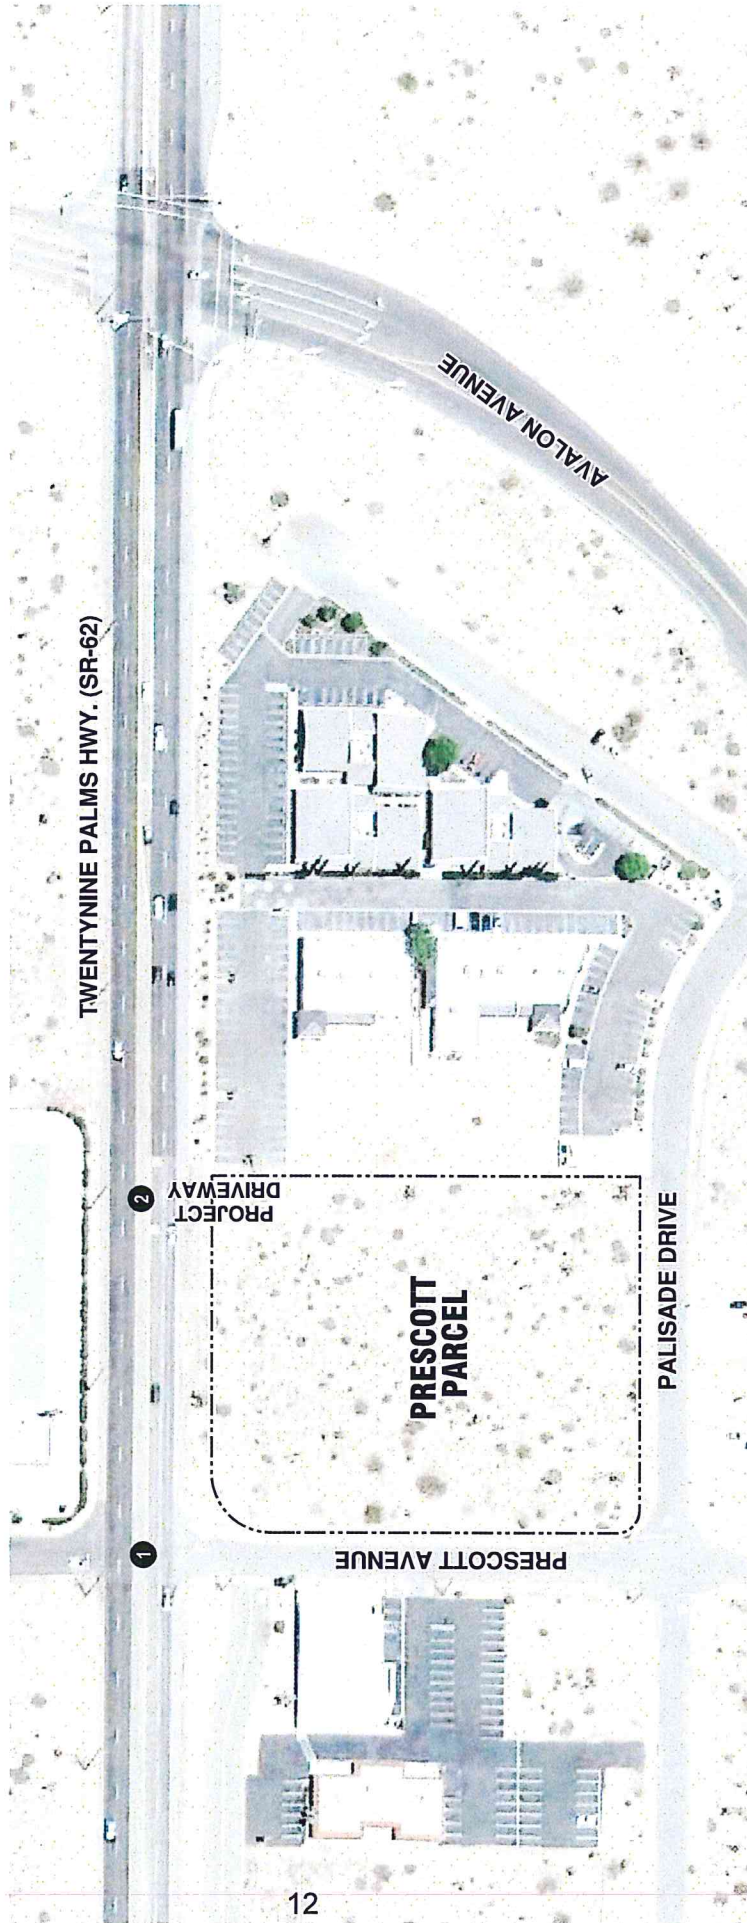 AVALON AVENUE
TWENTYNINE PALMS HWY. (SR-62)
2
PROJECT
DRIVEWAY
PRESCOTT
PARCEL
PALISADE DRIVE
1
PRESCOTT AVENUE
12